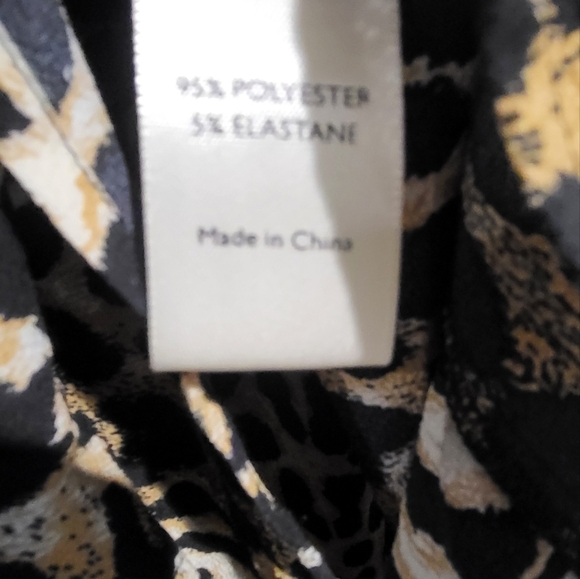 95% POLYESTER
5% ELASTANE
Made in China